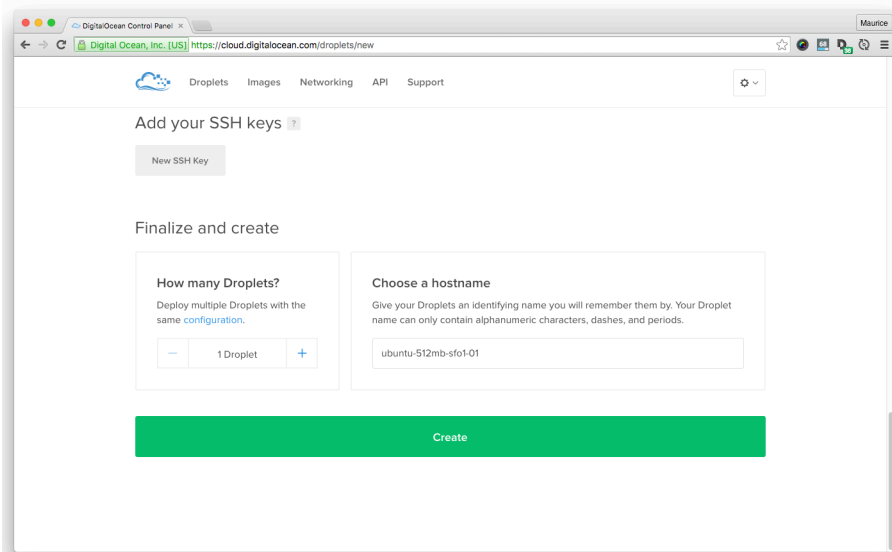 DigitalOcean Control Panel ×
Maurice
Digital Ocean, Inc. [US] https://cloud.digitalocean.com/droplets/new
Droplets Images Networking API Support
Add your SSH keys ?
New SSH Key
Finalize and create
How many Droplets?
Deploy multiple Droplets with the
same configuration.
− 1 Droplet +
Choose a hostname
Give your Droplets an identifying name you will remember them by. Your Droplet
name can only contain alphanumeric characters, dashes, and periods.
ubuntu-512mb-sfo1-01
Create